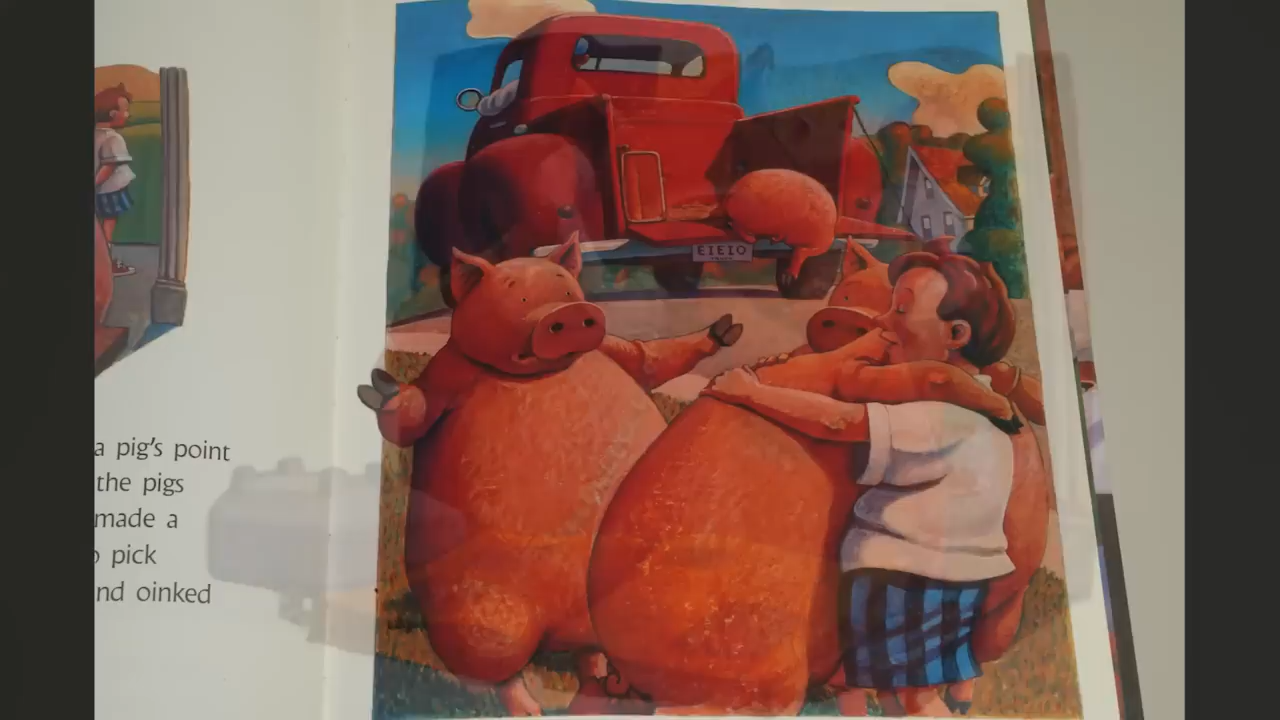 a pig's point
the pigs
made a
pick
nd oinked
EIEIO